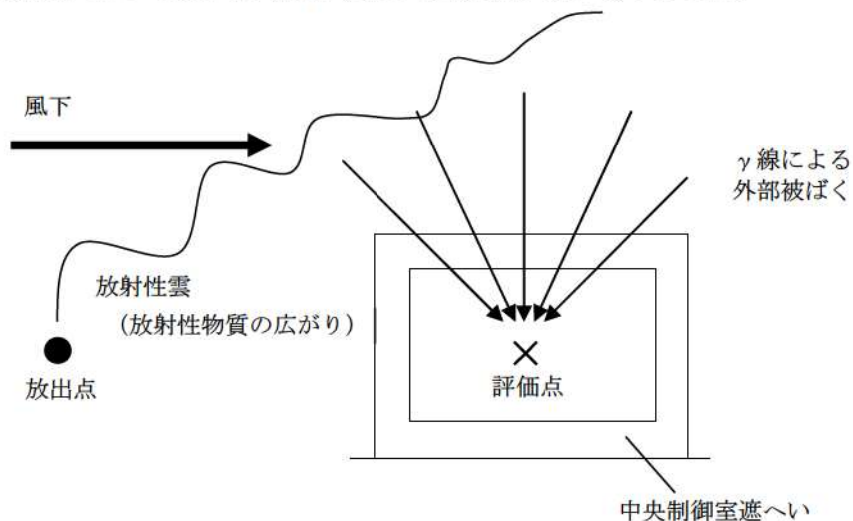 風下
γ線による
外部被ばく
放射性雲
（放射性物質の広がり）
放出点
評価点
中央制御室遮へい